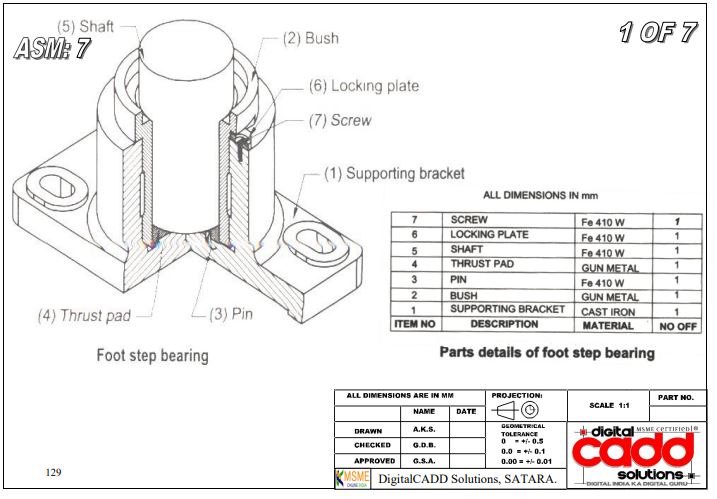 ASM: 7
1 OF 7
(5) Shaft
(2) Bush
(6) Locking plate
(7) Screw
(1) Supporting bracket
(4) Thrust pad
(3) Pin
Foot step bearing
ALL DIMENSIONS IN mm
7 SCREW Fe 410 W 1
6 LOCKING PLATE Fe 410 W 1
5 SHAFT Fe 410 W 1
4 THRUST PAD GUN METAL 1
3 PIN Fe 410 W 1
2 BUSH GUN METAL 1
1 SUPPORTING BRACKET CAST IRON 1
ITEM NO DESCRIPTION MATERIAL NO OFF
Parts details of foot step bearing
ALL DIMENSIONS ARE IN MM
NAME DATE
DRAWN A.K.S.
CHECKED G.D.B.
APPROVED G.S.A.
PROJECTION:
GEOMETRICAL
TOLERANCE
0 = +/- 0.5
0.0 = +/- 0.1
0.00 = +/- 0.01
SCALE 1:1
PART NO.
digital MSME CERTIFIED ®
cadd
solutions
DIGITAL INDIA KA DIGITAL GURU
MSME
ONLINE INDIA
DigitalCADD Solutions, SATARA.
129